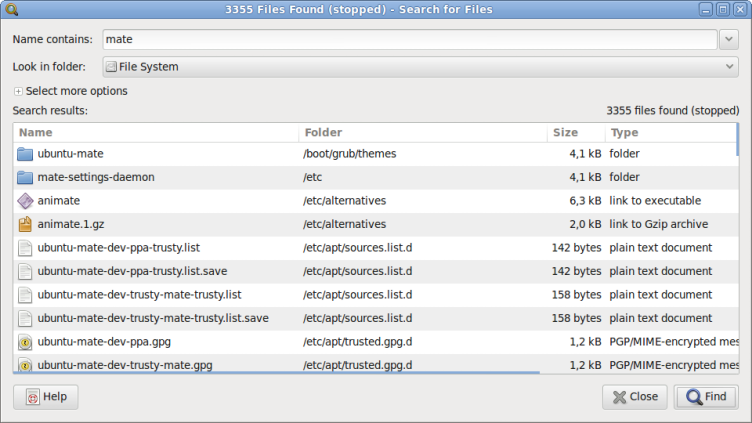 3355 Files Found (stopped) - Search for Files
Name contains: mate
Look in folder: File System
Select more options
Search results: 3355 files found (stopped)
Name Folder Size Type
ubuntu-mate /boot/grub/themes 4,1 kB folder
mate-settings-daemon /etc 4,1 kB folder
animate /etc/alternatives 6,3 kB link to executable
animate.1.gz /etc/alternatives 2,0 kB link to Gzip archive
ubuntu-mate-dev-ppa-trusty.list /etc/apt/sources.list.d 142 bytes plain text document
ubuntu-mate-dev-ppa-trusty.list.save /etc/apt/sources.list.d 142 bytes plain text document
ubuntu-mate-dev-trusty-mate-trusty.list /etc/apt/sources.list.d 158 bytes plain text document
ubuntu-mate-dev-trusty-mate-trusty.list.save /etc/apt/sources.list.d 158 bytes plain text document
ubuntu-mate-dev-ppa.gpg /etc/apt/trusted.gpg.d 1,2 kB PGP/MIME-encrypted mes
ubuntu-mate-dev-trusty-mate.gpg /etc/apt/trusted.gpg.d 1,2 kB PGP/MIME-encrypted mes
Help Close Find